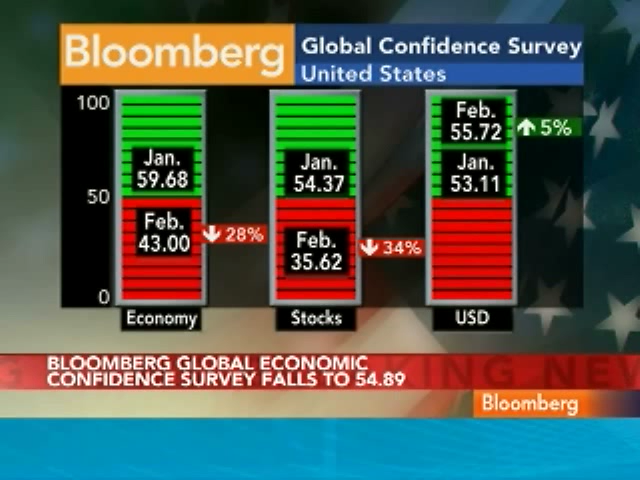 Bloomberg
Global Confidence Survey
United States
100
50
0
Jan.
59.68
Feb.
43.00
28%
Jan.
54.37
Feb.
35.62
34%
Feb.
55.72
Jan.
53.11
5%
Economy
Stocks
USD
BLOOMBERG GLOBAL ECONOMIC
CONFIDENCE SURVEY FALLS TO 54.89
G
KING NEW
Bloomberg